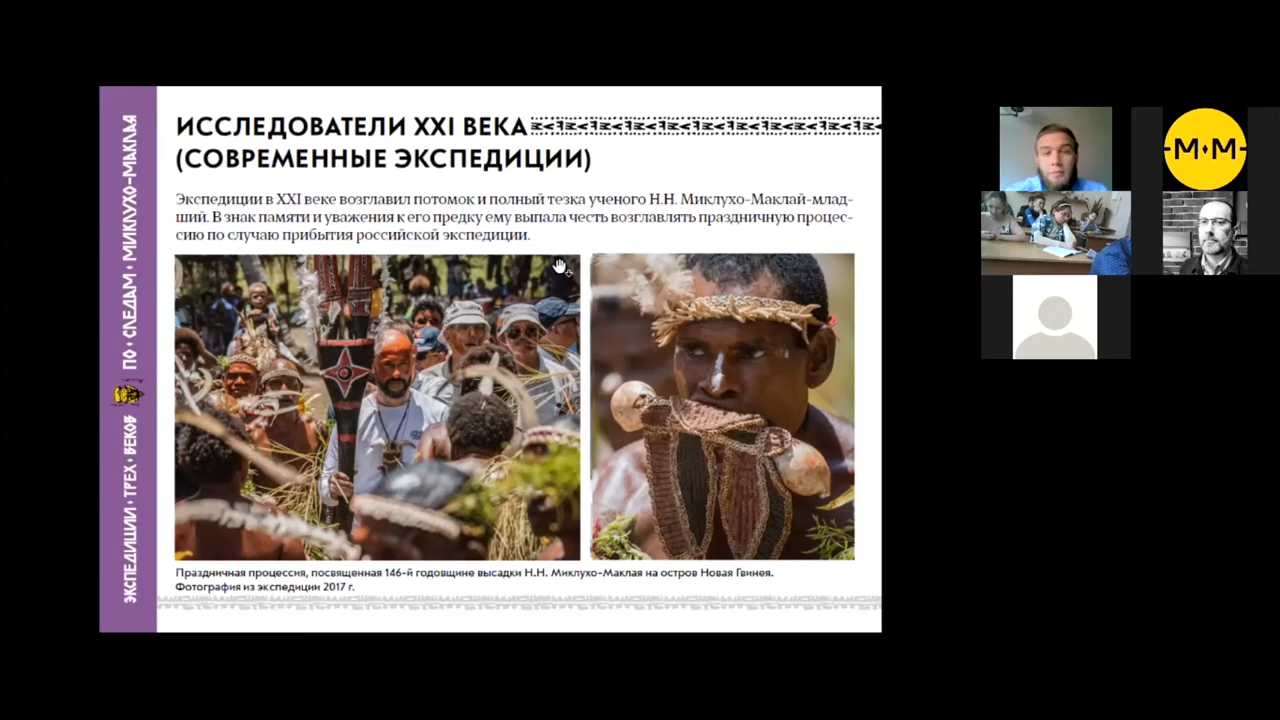 ИССЛЕДОВАТЕЛИ XXI ВЕКА
(СОВРЕМЕННЫЕ ЭКСПЕДИЦИИ)
Экспедиции в XXI веке возглавил потомок и полный тезка ученого Н.Н. Миклухо-Маклай-млад-
ший. В знак памяти и уважения к его предку ему выпала честь возглавлять праздничную процес-
сию по случаю прибытия российской экспедиции.
Праздничная процессия, посвященная 146-й годовщине высадки Н.Н. Миклухо-Маклая на остров Новая Гвинея.
Фотография из экспедиции 2017 г.
ЭКСПЕДИЦИИ • ТРЕХ • ВЕКОВ
ПО • СЛЕДАМ • МИКЛУХО-МАКЛАЯ
-М•М-